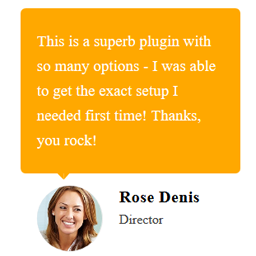 This is a superb plugin with
so many options - I was able
to get the exact setup I
needed first time! Thanks,
you rock!
Rose Denis
Director